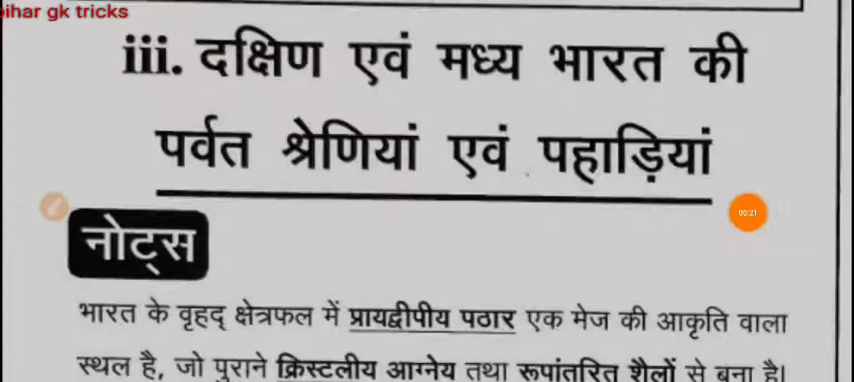 ihar gk tricks
iii. दक्षिण एवं मध्य भारत की
पर्वत श्रेणियां एवं पहाड़ियां
00:21
नोट्स
भारत के वृहद् क्षेत्रफल में प्रायद्वीपीय पठार एक मेज की आकृति वाला
स्थल है, जो पुराने क्रिस्टलीय आग्नेय तथा रूपांतरित शैलों से बना है।